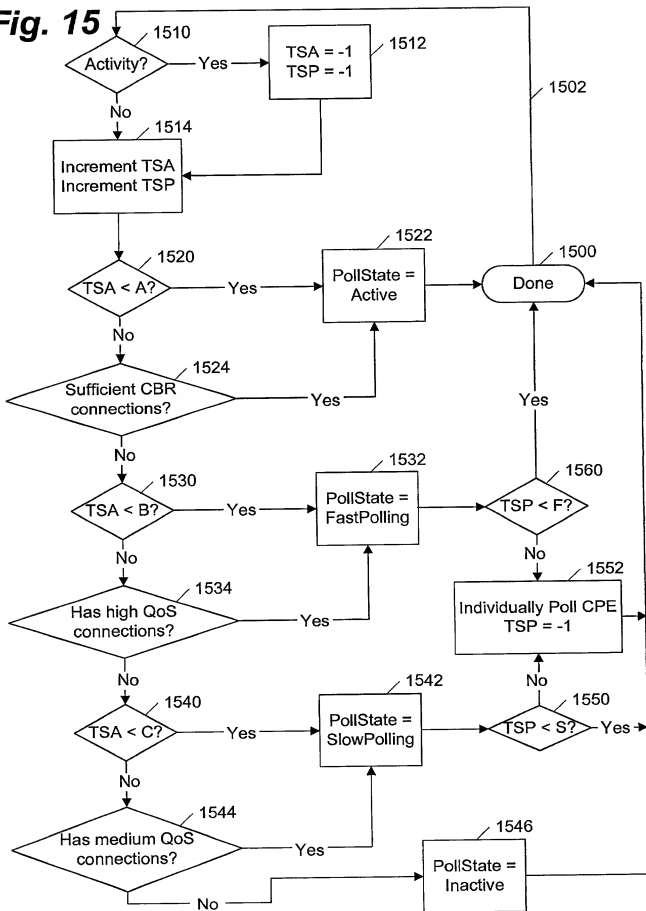 Fig. 15
1510
Activity?
Yes
1512
TSA = -1
TSP = -1
1502
No
1514
Increment TSA
Increment TSP
1520
TSA < A?
Yes
1522
PollState =
Active
1500
Done
No
1524
Sufficient CBR
connections?
Yes
Yes
No
1530
TSA < B?
Yes
1532
PollState =
FastPolling
1560
TSP < F?
No
No
1534
Has high QoS
connections?
Yes
1552
Individually Poll CPE
TSP = -1
No
No
1540
TSA < C?
Yes
1542
PollState =
SlowPolling
1550
TSP < S?
Yes
No
1544
Has medium QoS
connections?
Yes
1546
PollState =
Inactive
No